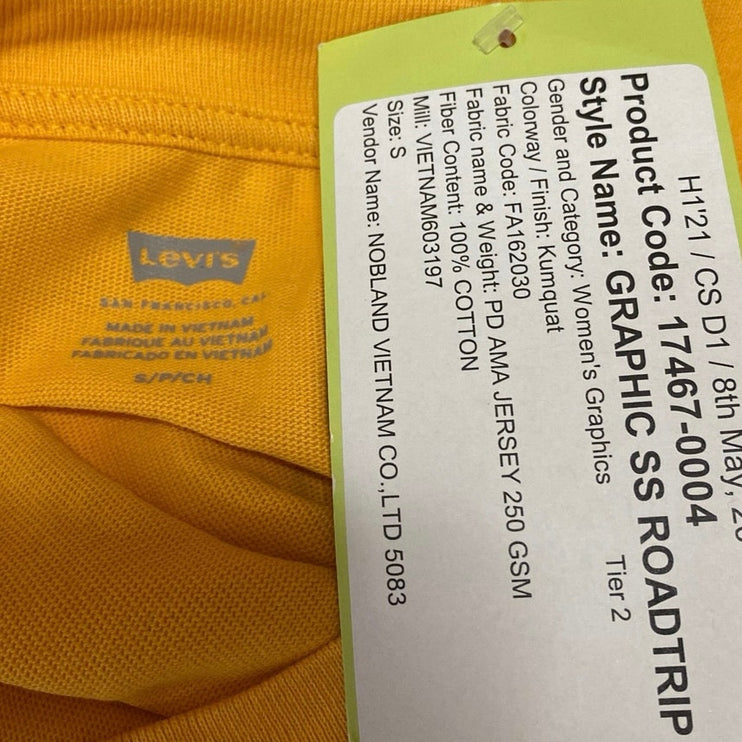 Levi's
SAN FRANCISCO, CA
MADE IN VIETNAM
FABRIQUE AU VIETNAM
FABRICADO EN VIETNAM
S/P/CH
H1'21 / CS D1 / 8th May,
Product Code: 17467-0004
Style Name: GRAPHIC SS ROADTRIP
Gender and Category: Women's Graphics Tier 2
Colorway / Finish: Kumquat
Fabric Code: FA162030
Fabric name & Weight: PD AMA JERSEY 250 GSM
Fiber Content: 100% COTTON
Mill: VIETNAM603197
Size: S
Vendor Name: NOBLAND VIETNAM CO.,LTD 5083